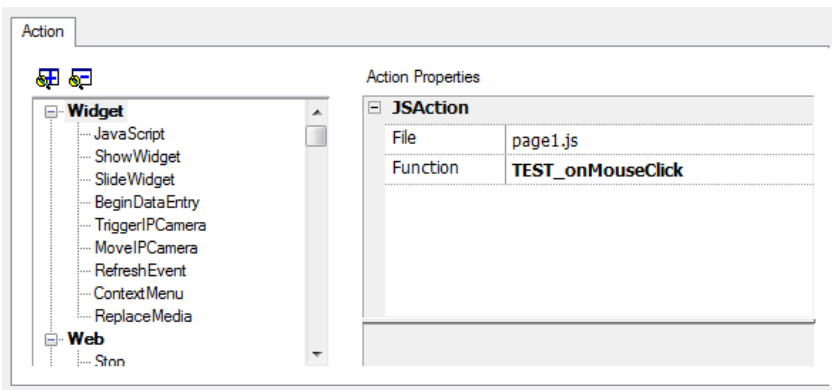 Action
Widget
JavaScript
ShowWidget
SlideWidget
BeginDataEntry
TriggerIPCamera
MoveIPCamera
RefreshEvent
ContextMenu
ReplaceMedia
Web
Stop
Action Properties
JSAction
File page1.js
Function TEST_onMouseClick